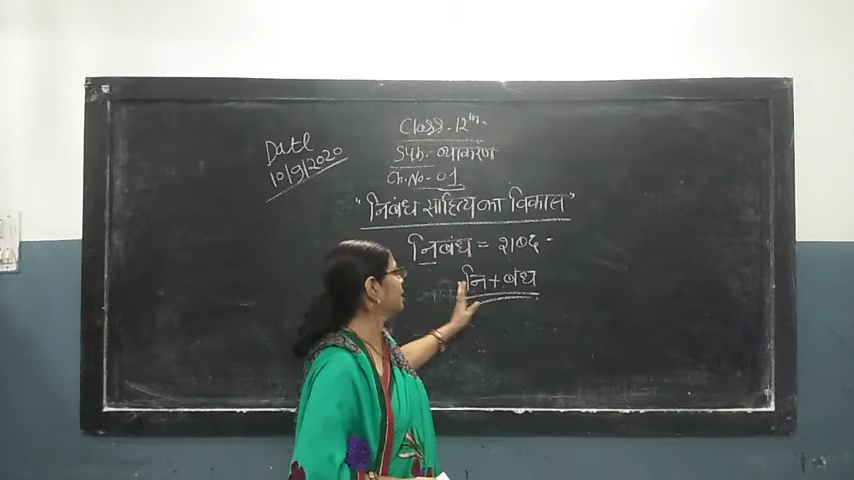 Class - 12th -
Date
10/9/2020
Sub. - व्याकरण
Ch. No - 01
"निबंध साहित्य का विकास"
निबंध = शब्द -
नि + बंध